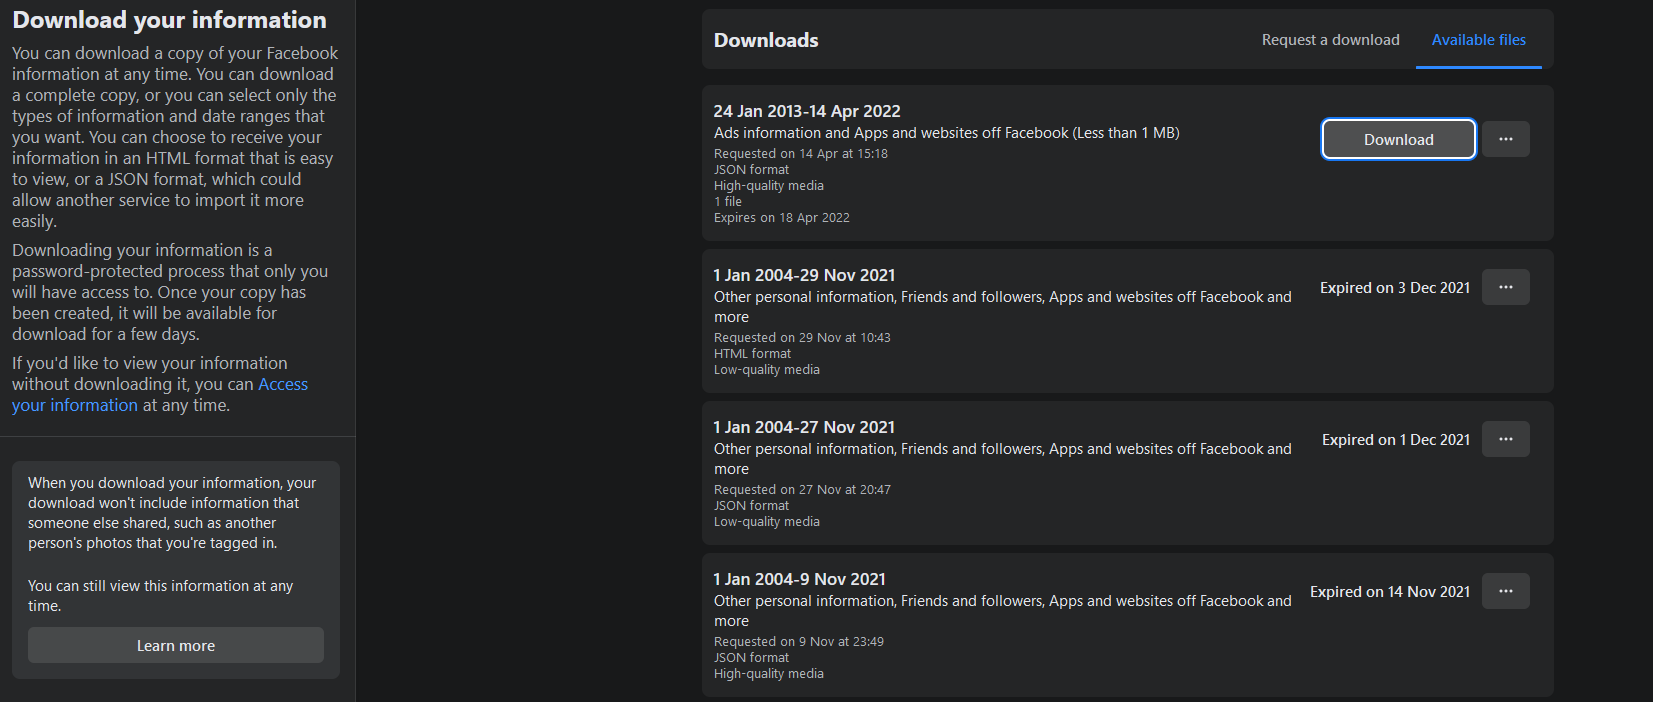 Download your information
You can download a copy of your Facebook
information at any time. You can download
a complete copy, or you can select only the
types of information and date ranges that
you want. You can choose to receive your
information in an HTML format that is easy
to view, or a JSON format, which could
allow another service to import it more
easily.
Downloading your information is a
password-protected process that only you
will have access to. Once your copy has
been created, it will be available for
download for a few days.
If you'd like to view your information
without downloading it, you can Access
your information at any time.
When you download your information, your
download won't include information that
someone else shared, such as another
person's photos that you're tagged in.
You can still view this information at any
time.
Learn more
Downloads
Request a download
Available files
24 Jan 2013-14 Apr 2022
Ads information and Apps and websites off Facebook (Less than 1 MB)
Requested on 14 Apr at 15:18
JSON format
High-quality media
1 file
Expires on 18 Apr 2022
Download
1 Jan 2004-29 Nov 2021
Other personal information, Friends and followers, Apps and websites off Facebook and
more
Requested on 29 Nov at 10:43
HTML format
Low-quality media
Expired on 3 Dec 2021
1 Jan 2004-27 Nov 2021
Other personal information, Friends and followers, Apps and websites off Facebook and
more
Requested on 27 Nov at 20:47
JSON format
Low-quality media
Expired on 1 Dec 2021
1 Jan 2004-9 Nov 2021
Other personal information, Friends and followers, Apps and websites off Facebook and
more
Requested on 9 Nov at 23:49
JSON format
High-quality media
Expired on 14 Nov 2021